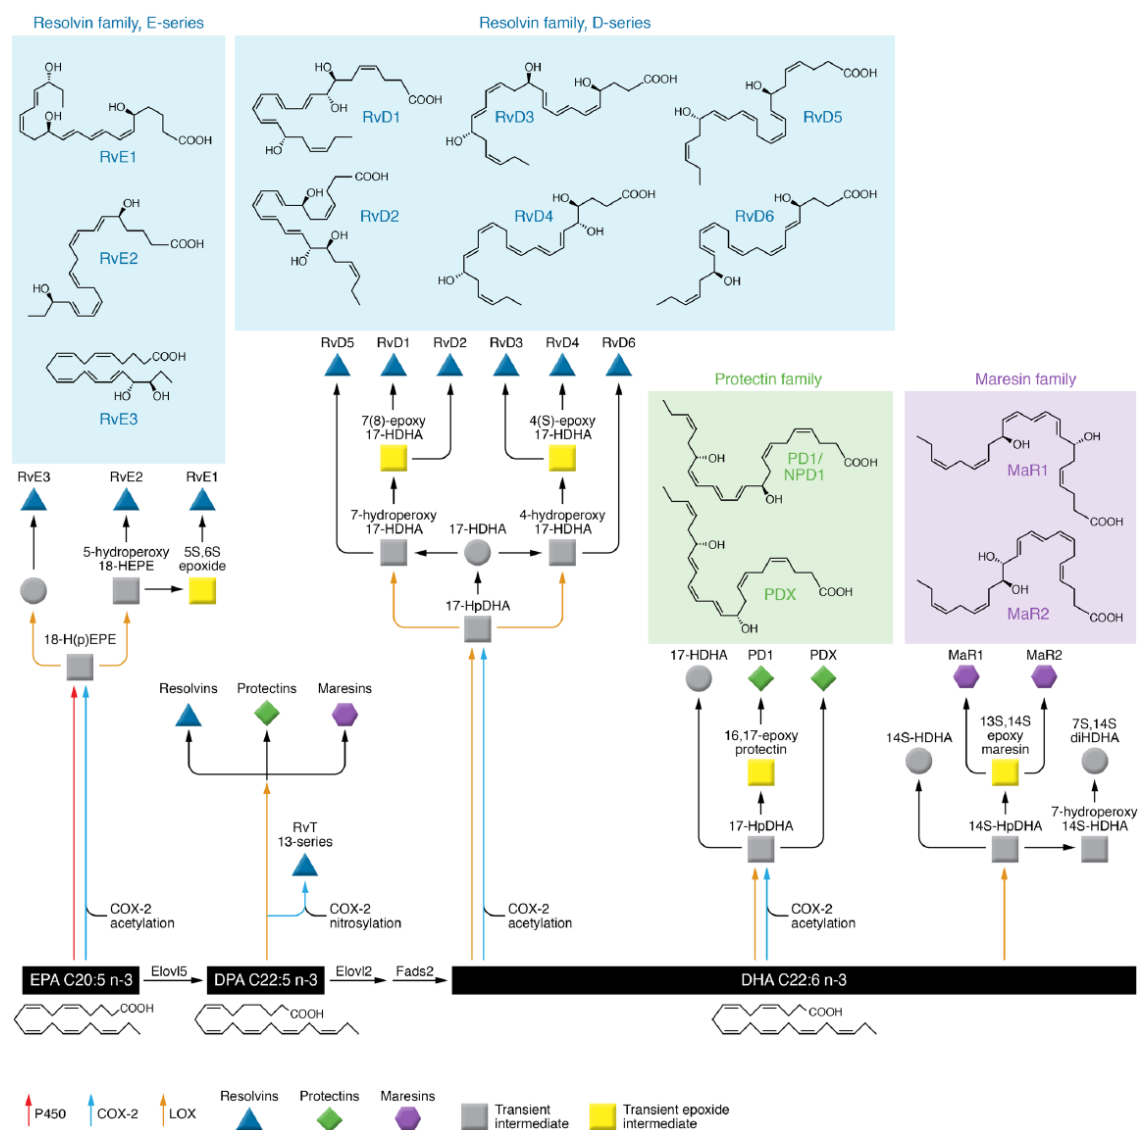 Resolvin family, E-series
Resolvin family, D-series
OH
OH
OH
COOH
RvE1
OH
COOH
RvE2
HO
COOH
OH
HO
RvE3
HO
OH
COOH
RvD1
HO
COOH
OH
RvD2
OH
HO
OH
HO
COOH
RvD3
HO
HO
COOH
RvD4
OH
HO
COOH
HO
HO
RvD5
HO
COOH
RvD6
OH
RvD5
RvD1
RvD2
RvD3
RvD4
RvD6
7(8)-epoxy
17-HDHA
4(S)-epoxy
17-HDHA
7-hydroperoxy
17-HDHA
17-HDHA
4-hydroperoxy
17-HDHA
17-HpDHA
RvE3
RvE2
RvE1
5-hydroperoxy
18-HEPE
5S,6S
epoxide
18-H(p)EPE
Resolvins
Protectins
Maresins
RvT
13-series
Protectin family
OH
PD1/
NPD1
COOH
OH
OH
PDX
COOH
OH
Maresin family
OH
OH
MaR1
COOH
HO
OH
MaR2
COOH
17-HDHA
PD1
PDX
16,17-epoxy
protectin
17-HpDHA
MaR1
MaR2
14S-HDHA
13S,14S
epoxy
maresin
7S,14S
diHDHA
14S-HpDHA
7-hydroperoxy
14S-HDHA
COX-2
acetylation
COX-2
nitrosylation
COX-2
acetylation
COX-2
acetylation
EPA C20:5 n-3
Elovl5
DPA C22:5 n-3
Elovl2
Fads2
DHA C22:6 n-3
COOH
COOH
COOH
P450
COX-2
LOX
Resolvins
Protectins
Maresins
Transient
intermediate
Transient epoxide
intermediate